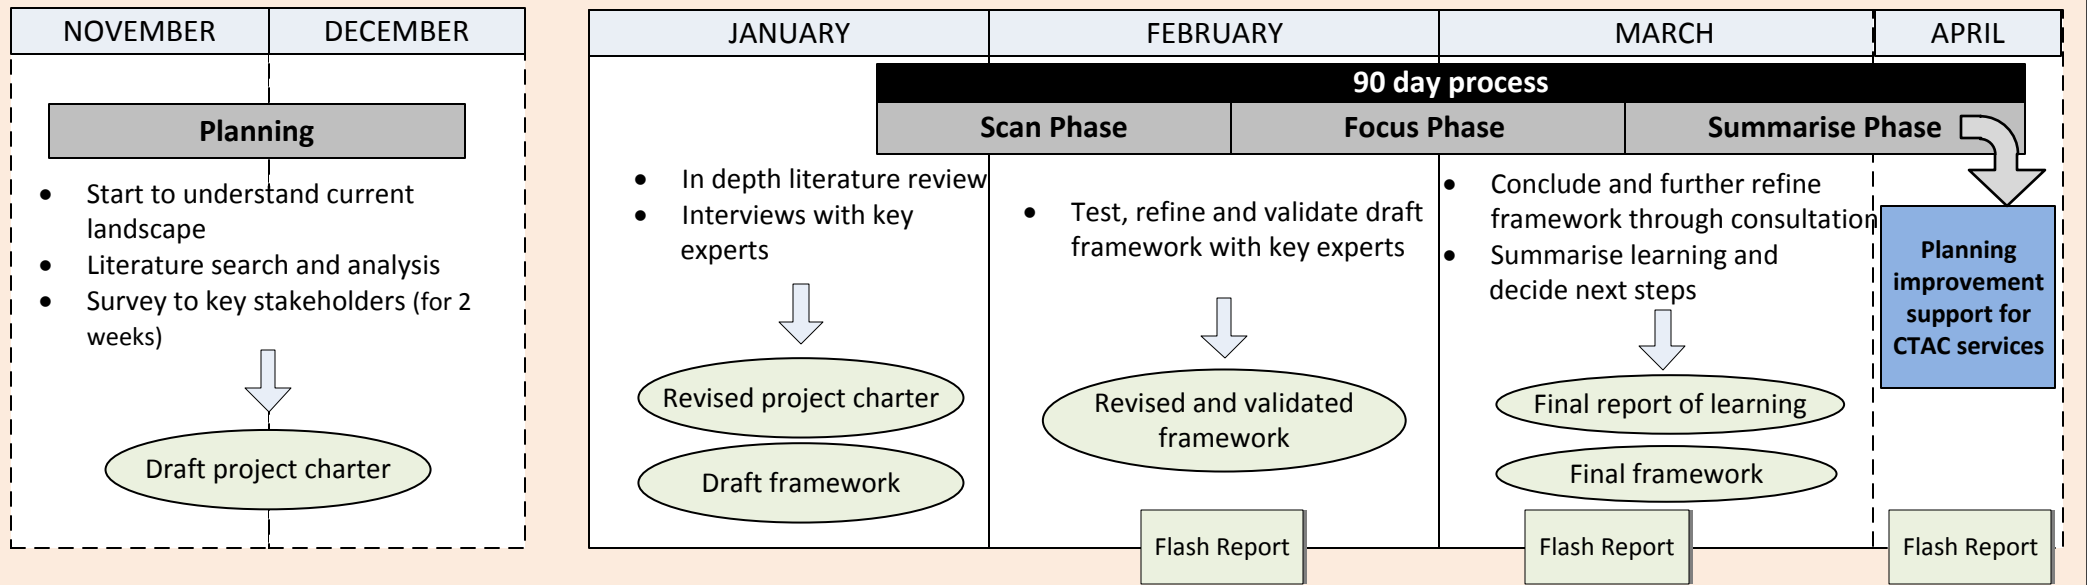 NOVEMBER
DECEMBER
Planning
• Start to understand current
landscape
• Literature search and analysis
• Survey to key stakeholders (for 2
weeks)
Draft project charter
JANUARY
FEBRUARY
MARCH
APRIL
90 day process
Scan Phase
Focus Phase
Summarise Phase
• In depth literature review
• Interviews with key
experts
Revised project charter
Draft framework
• Test, refine and validate draft
framework with key experts
Revised and validated
framework
Flash Report
• Conclude and further refine
framework through consultation
• Summarise learning and
decide next steps
Final report of learning
Final framework
Flash Report
Planning
improvement
support for
CTAC services
Flash Report